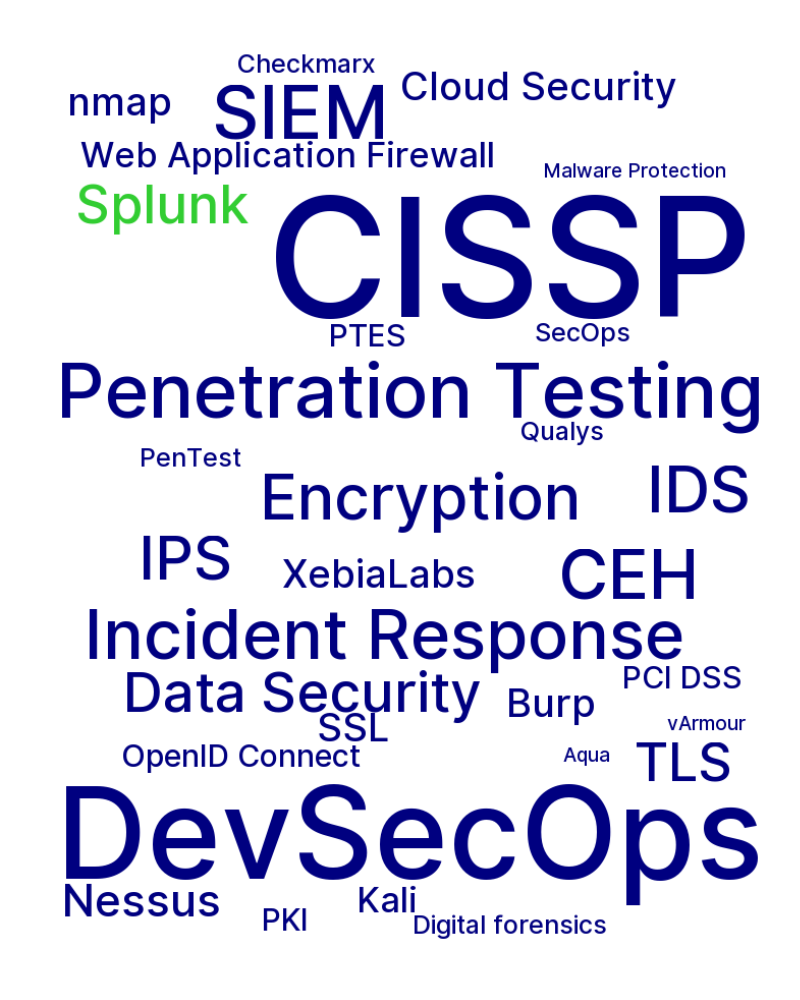 Checkmarx
Cloud Security
nmap
SIEM
Web Application Firewall
Malware Protection
Splunk
CISSP
PTES
SecOps
Penetration Testing
Qualys
PenTest
Encryption
IDS
IPS
XebiaLabs
CEH
Incident Response
PCI DSS
Data Security
Burp
SSL
vArmour
OpenID Connect
Aqua
TLS
DevSecOps
Nessus
Kali
PKI
Digital forensics